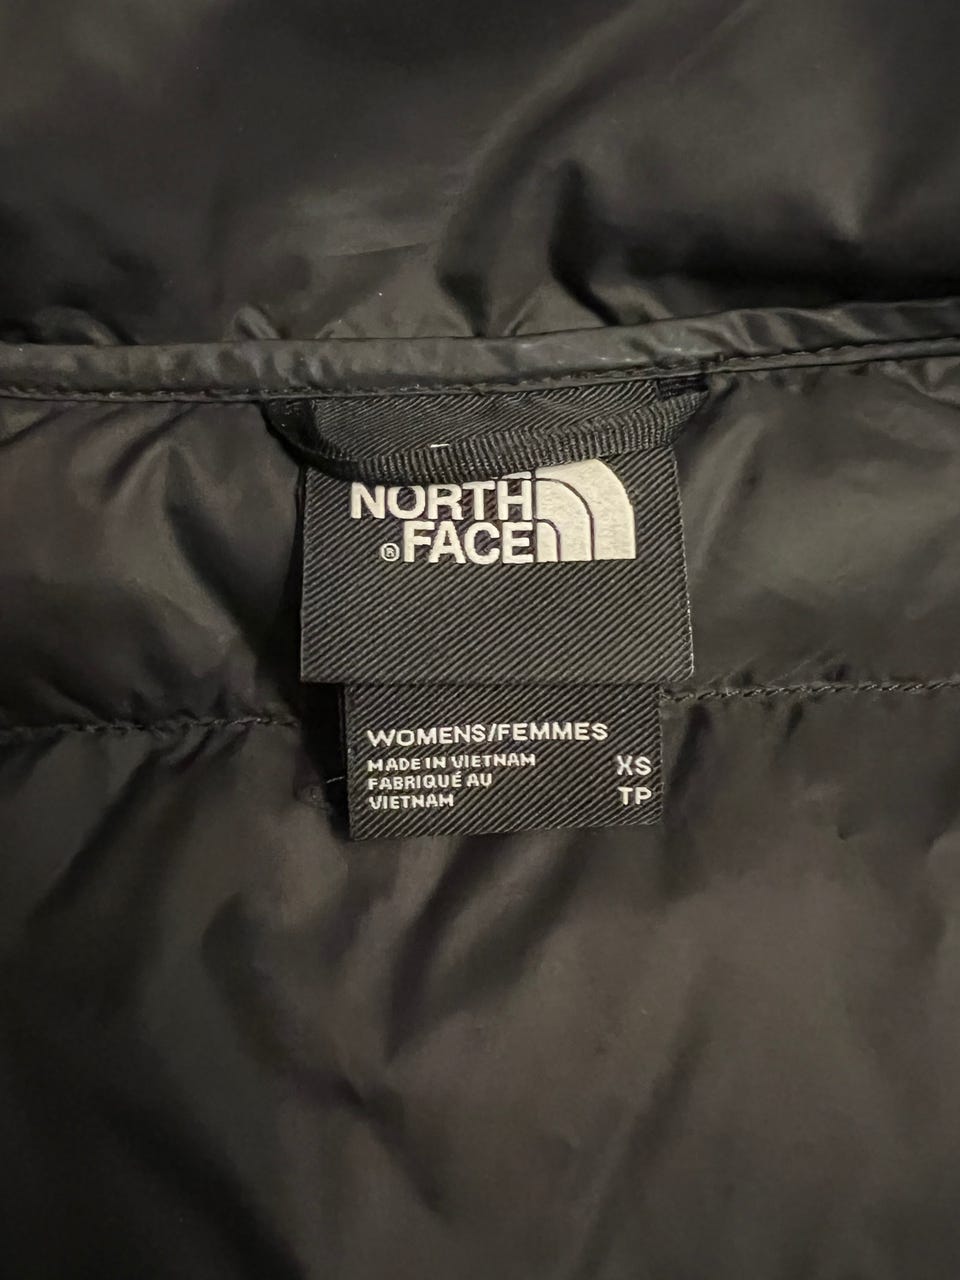 NORTH
®FACE
WOMENS/FEMMES
MADE IN VIETNAM XS
FABRIQUÉ AU
VIETNAM TP